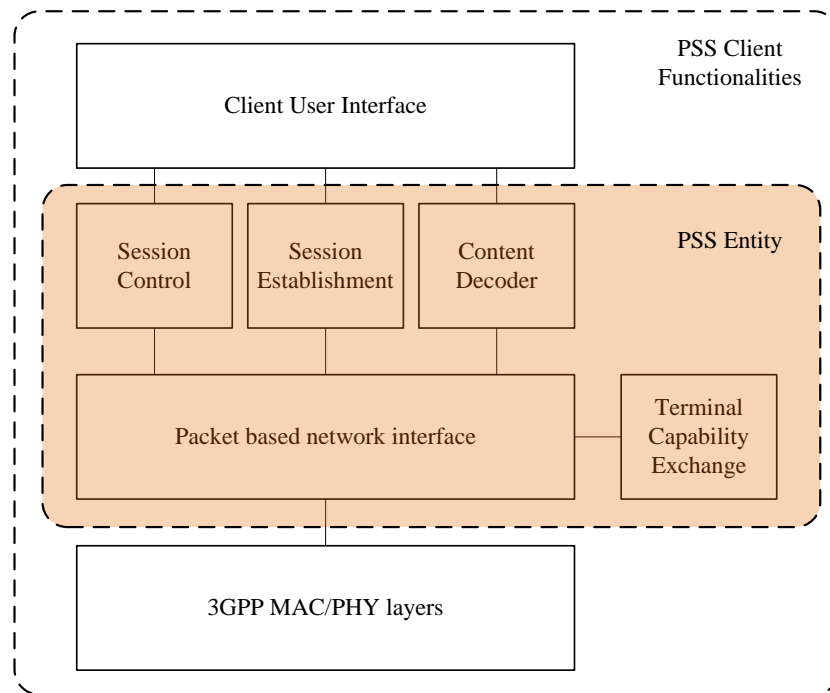 PSS Client
Functionalities
Client User Interface
PSS Entity
Session
Control
Session
Establishment
Content
Decoder
Packet based network interface
Terminal
Capability
Exchange
3GPP MAC/PHY layers